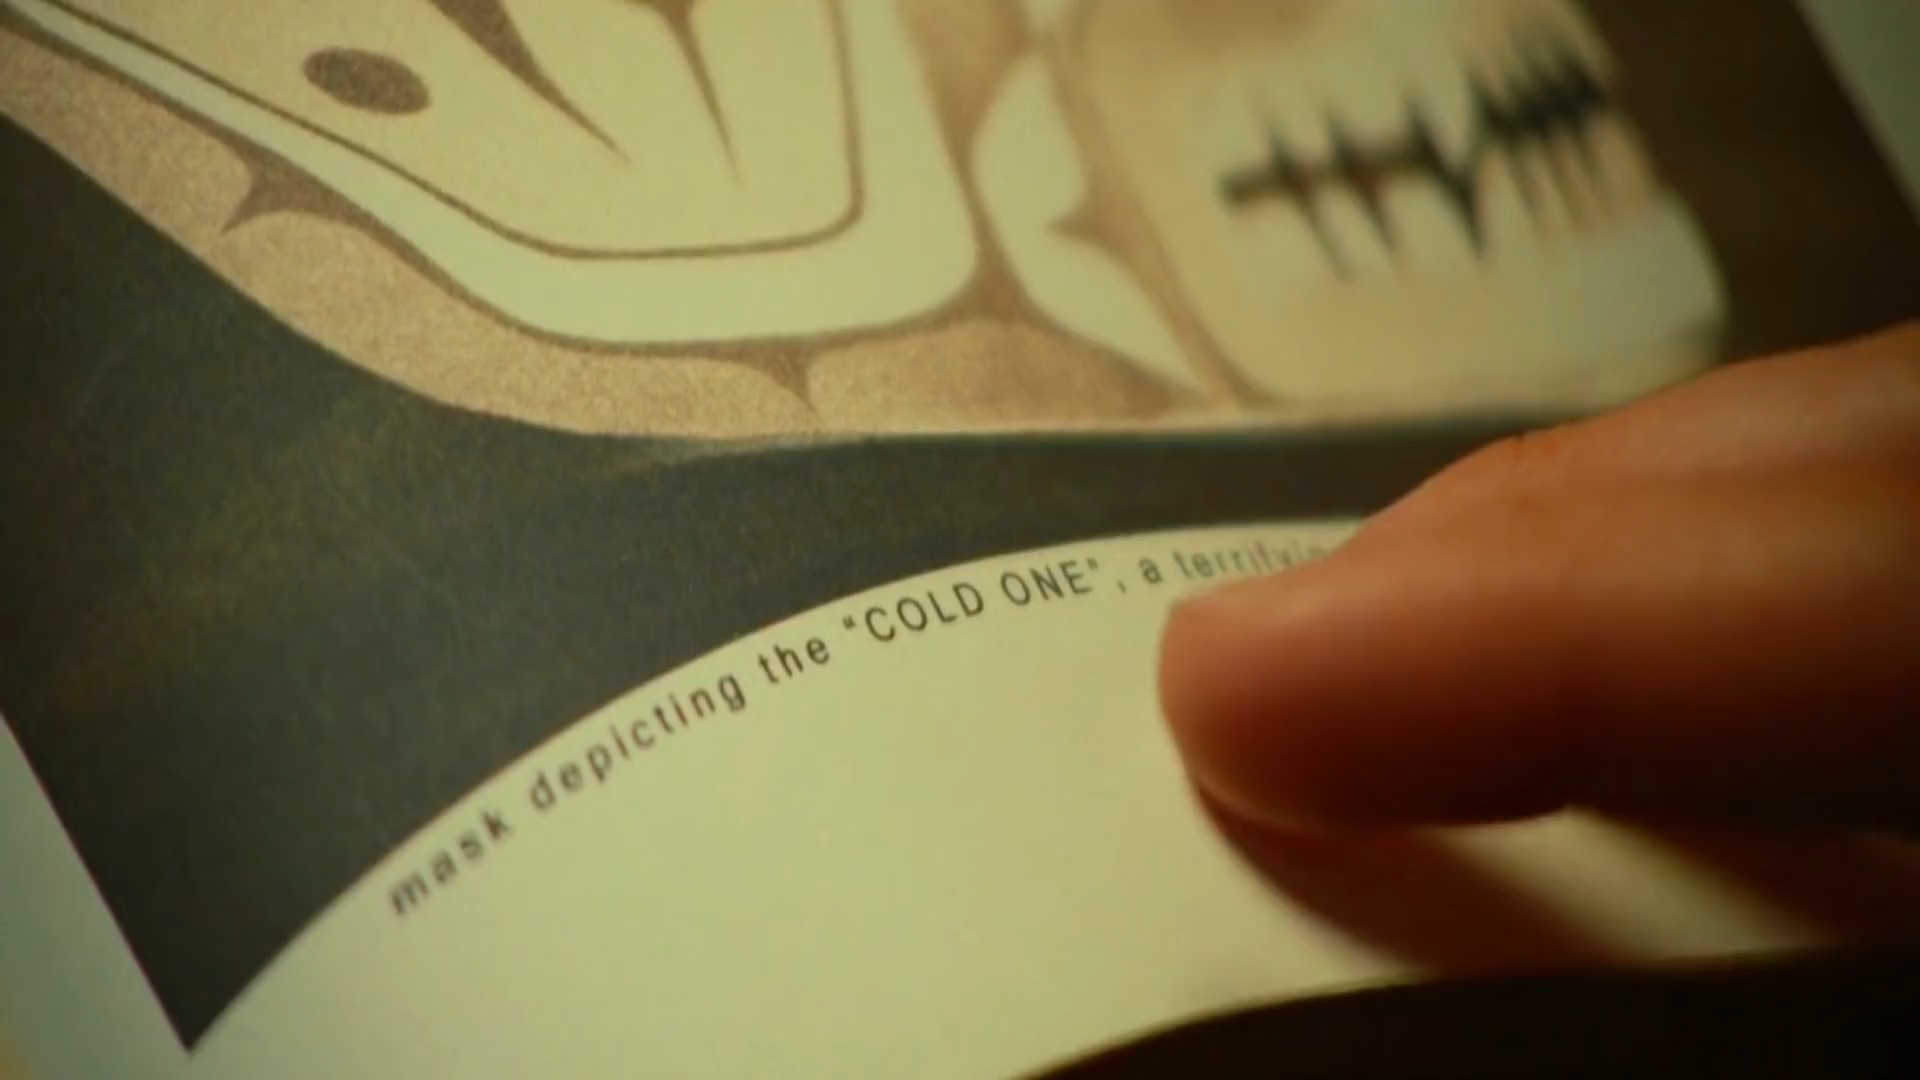 mask depicting the “COLD ONE”, a